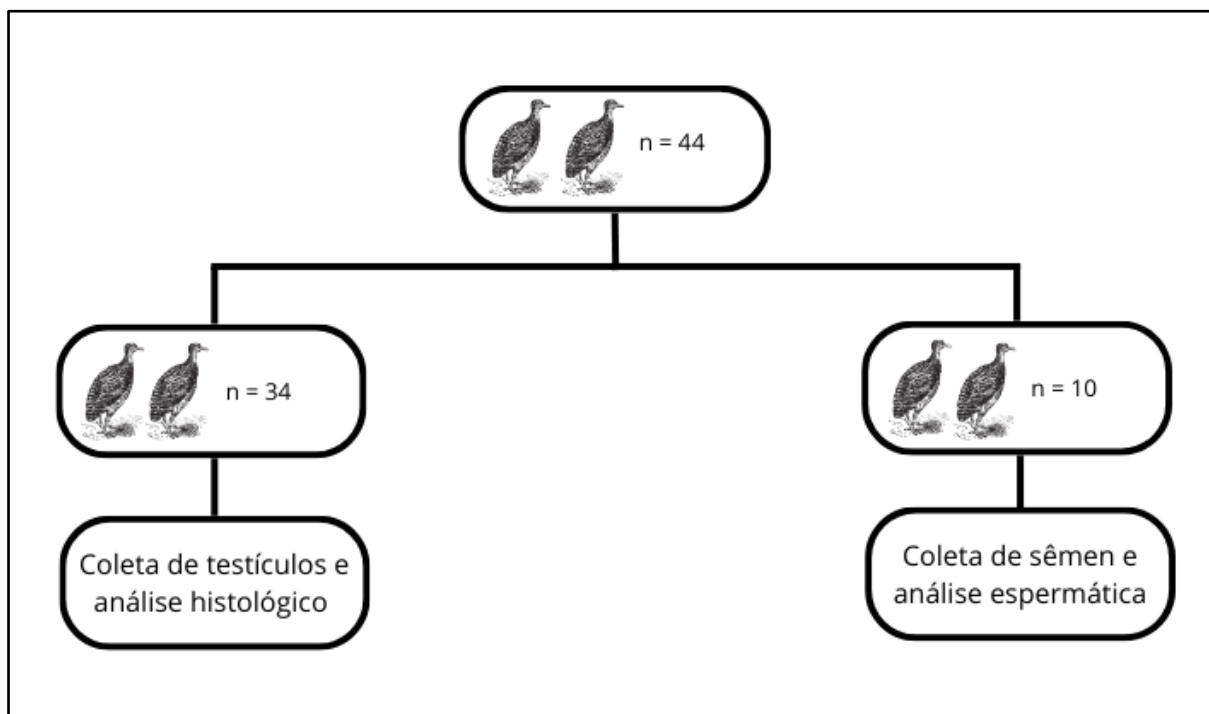 n = 44
n = 34
n = 10
Coleta de testículos e
análise histológico
Coleta de sêmen e
análise espermática